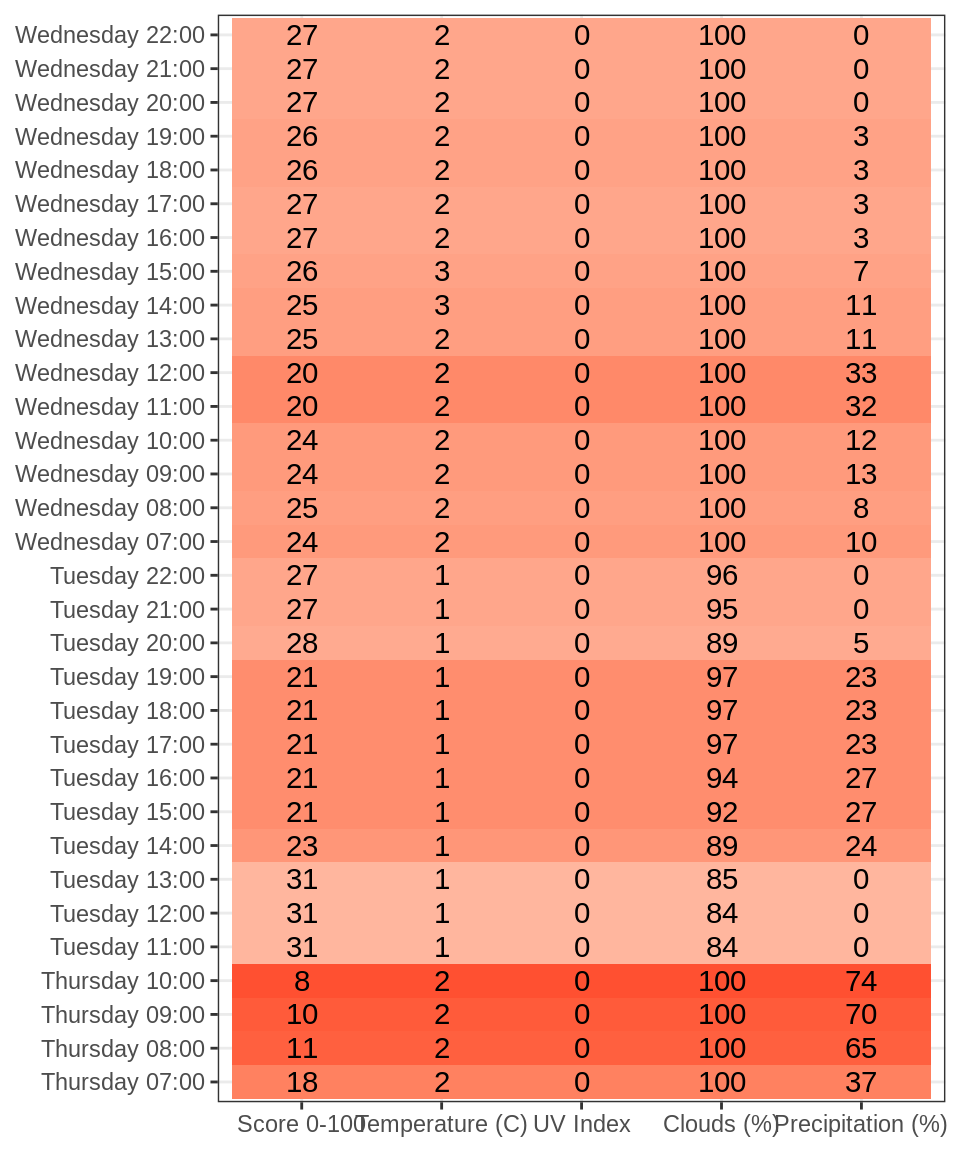 Wednesday 22:00 27 2 0 100 0
Wednesday 21:00 27 2 0 100 0
Wednesday 20:00 27 2 0 100 0
Wednesday 19:00 26 2 0 100 3
Wednesday 18:00 26 2 0 100 3
Wednesday 17:00 27 2 0 100 3
Wednesday 16:00 27 2 0 100 3
Wednesday 15:00 26 3 0 100 7
Wednesday 14:00 25 3 0 100 11
Wednesday 13:00 25 2 0 100 11
Wednesday 12:00 20 2 0 100 33
Wednesday 11:00 20 2 0 100 32
Wednesday 10:00 24 2 0 100 12
Wednesday 09:00 24 2 0 100 13
Wednesday 08:00 25 2 0 100 8
Wednesday 07:00 24 2 0 100 10
Tuesday 22:00 27 1 0 96 0
Tuesday 21:00 27 1 0 95 0
Tuesday 20:00 28 1 0 89 5
Tuesday 19:00 21 1 0 97 23
Tuesday 18:00 21 1 0 97 23
Tuesday 17:00 21 1 0 97 23
Tuesday 16:00 21 1 0 94 27
Tuesday 15:00 21 1 0 92 27
Tuesday 14:00 23 1 0 89 24
Tuesday 13:00 31 1 0 85 0
Tuesday 12:00 31 1 0 84 0
Tuesday 11:00 31 1 0 84 0
Thursday 10:00 8 2 0 100 74
Thursday 09:00 10 2 0 100 70
Thursday 08:00 11 2 0 100 65
Thursday 07:00 18 2 0 100 37
Score 0-100 Temperature (C) UV Index Clouds (%) Precipitation (%)